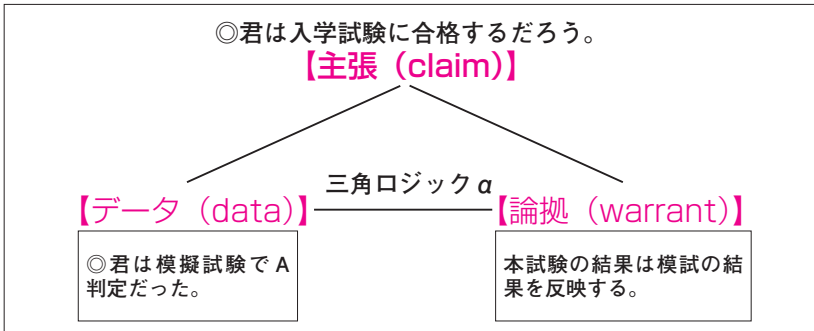 ◎君は入学試験に合格するだろう。
【主張（claim）】
三角ロジックα
【データ（data）】
【論拠（warrant）】
◎君は模擬試験でA
判定だった。
本試験の結果は模試の結
果を反映する。